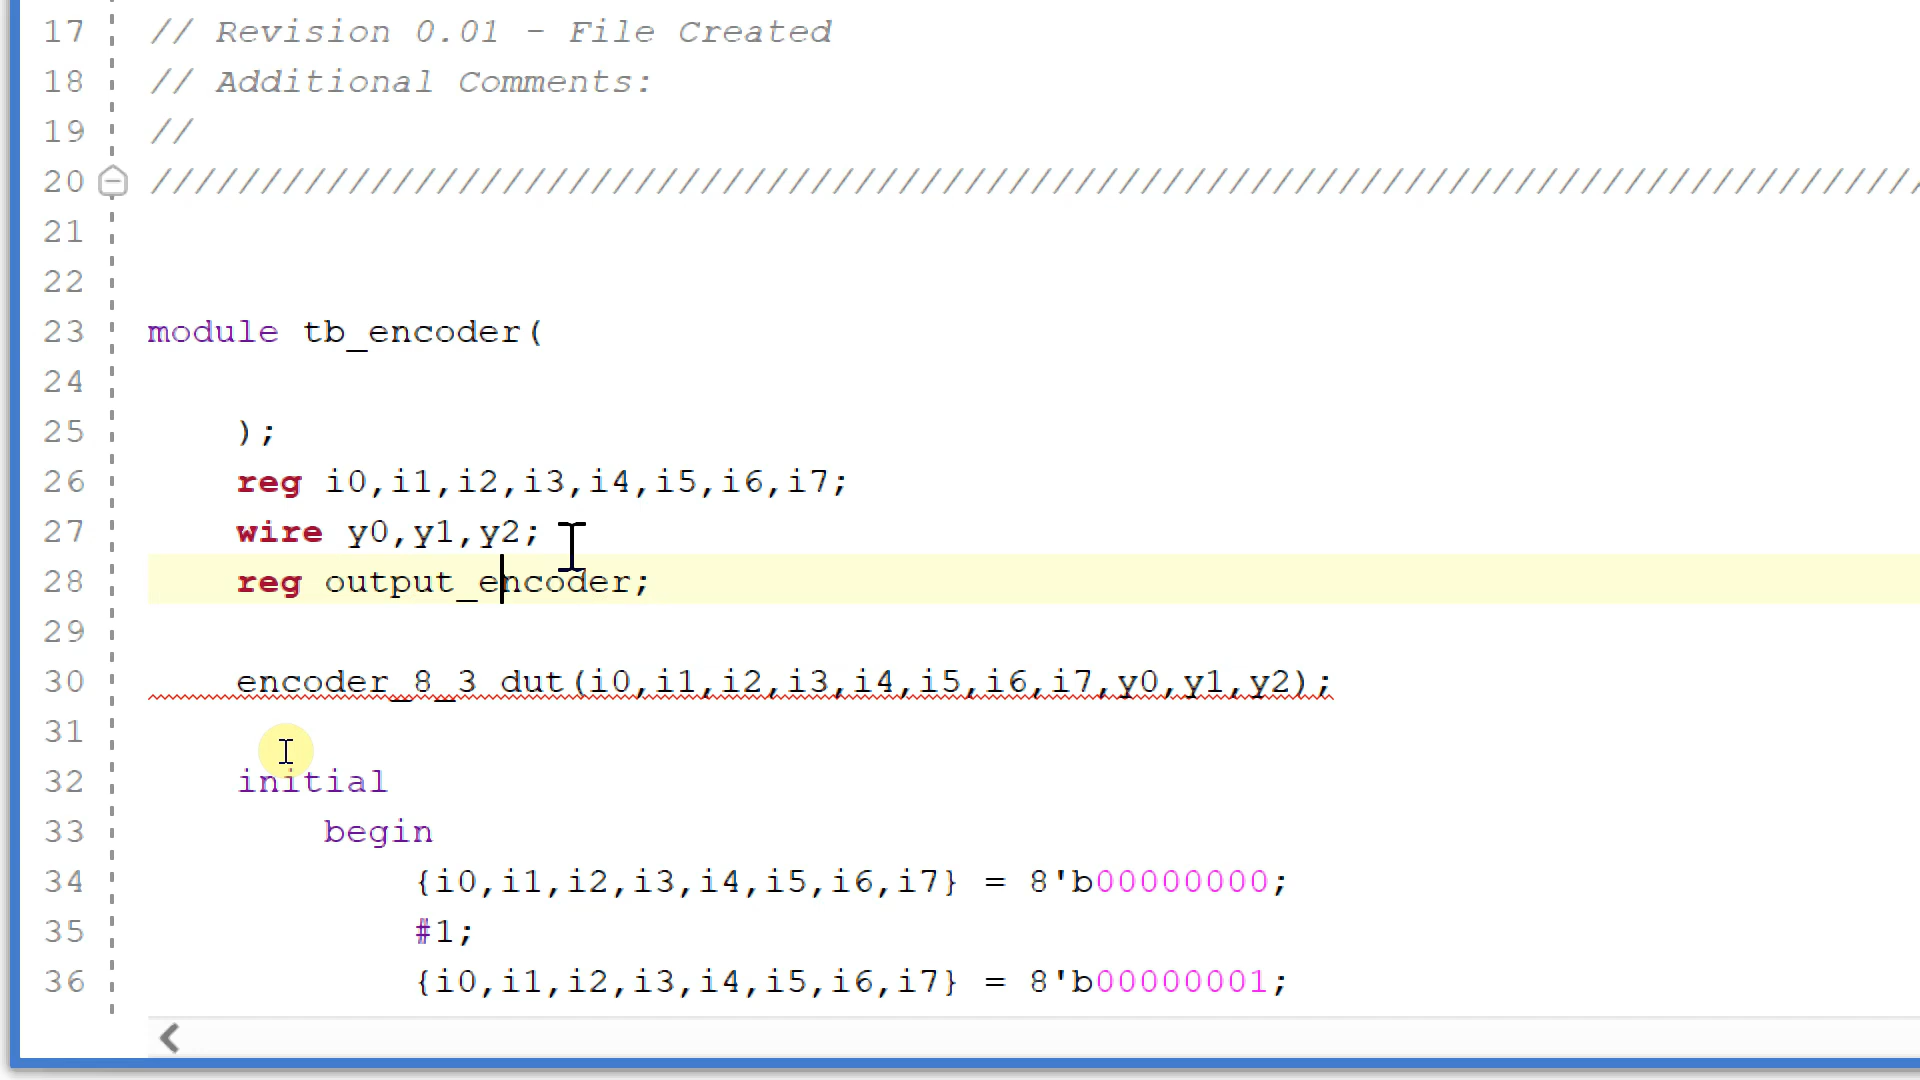 17 // Revision 0.01 - File Created
18 // Additional Comments:
19 //
20 ////////////////////////////////////////////////////////////////////////////////
21
22
23 module tb_encoder(
24
25 );
26 reg i0,i1,i2,i3,i4,i5,i6,i7;
27 wire y0,y1,y2;
28 reg output_encoder;
29
30 encoder_8_3 dut(i0,i1,i2,i3,i4,i5,i6,i7,y0,y1,y2);
31
32 initial
33 begin
34 {i0,i1,i2,i3,i4,i5,i6,i7} = 8'b00000000;
35 #1;
36 {i0,i1,i2,i3,i4,i5,i6,i7} = 8'b00000001;